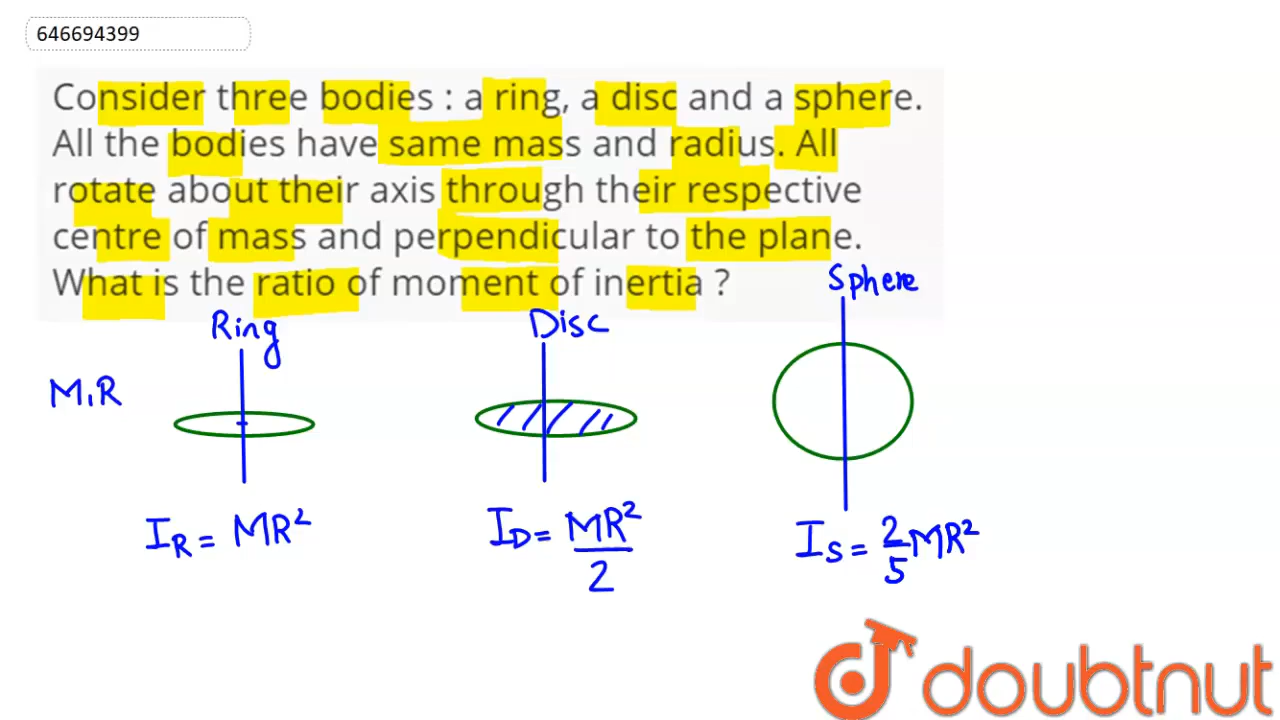 646694399
Consider three bodies : a ring, a disc and a sphere.
All the bodies have same mass and radius. All
rotate about their axis through their respective
centre of mass and perpendicular to the plane.
What is the ratio of moment of inertia ?
Ring
Disc
Sphere
M, R
I_R = MR²
I_D = MR²/2
I_S = 2/5 MR²
doubtnut